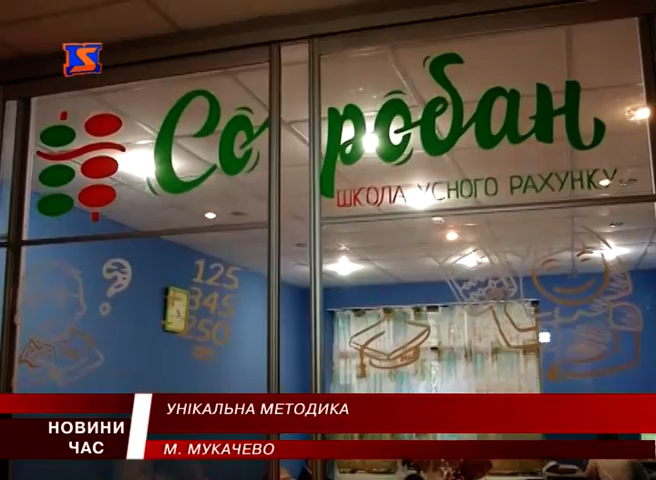 S
Соробан
ШКОЛА УСНОГО РАХУНКУ
?
125
345
250
УНІКАЛЬНА МЕТОДИКА
НОВИНИ
ЧАС
М. МУКАЧЕВО